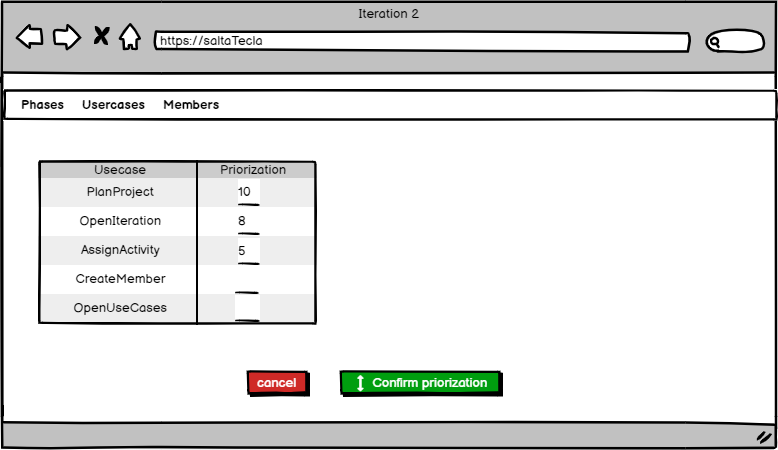 Iteration 2
https://saltaTecla
Phases Usercases Members
Usecase Priorization
PlanProject 10
OpenIteration 8
AssignActivity 5
CreateMember
OpenUseCases
cancel Confirm priorization